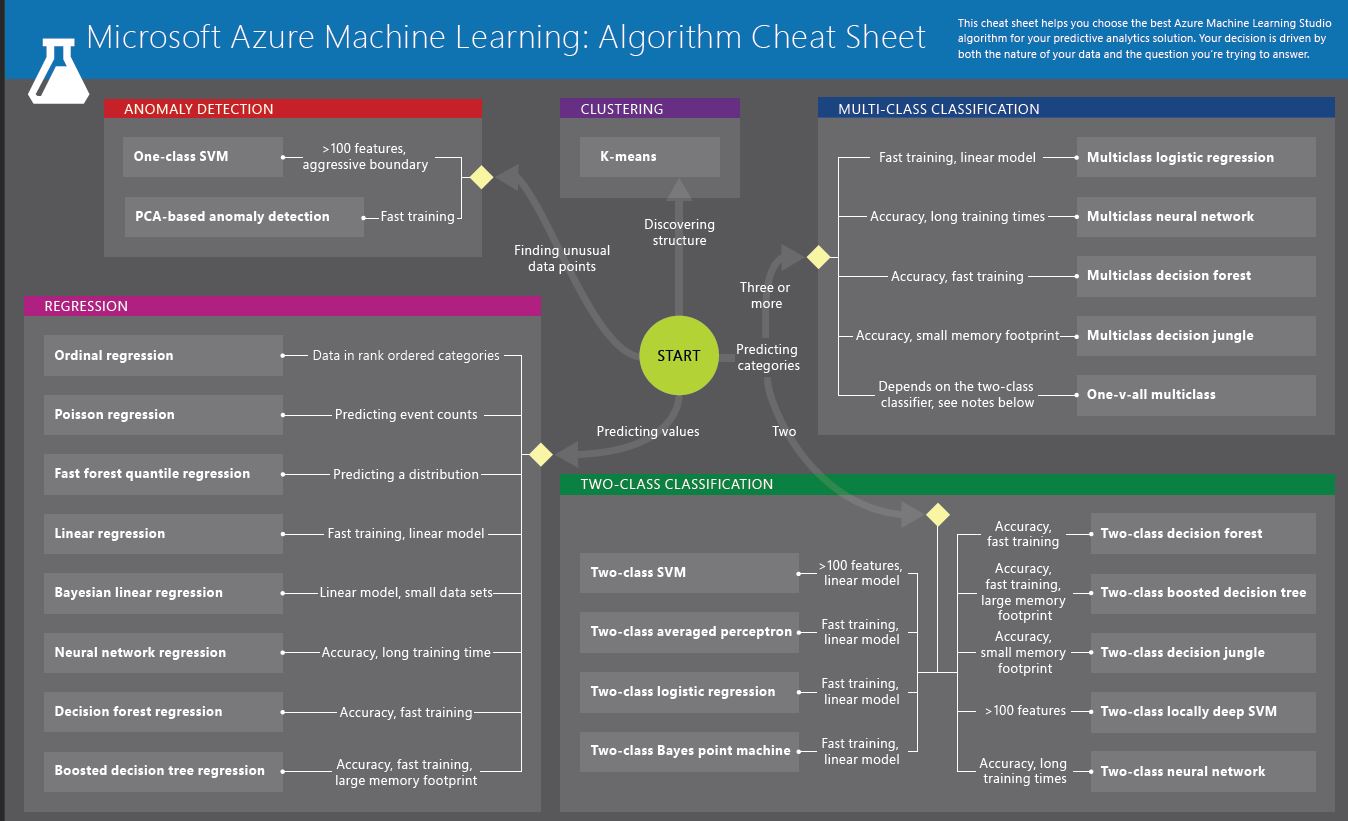 Microsoft Azure Machine Learning: Algorithm Cheat Sheet
This cheat sheet helps you choose the best Azure Machine Learning Studio
algorithm for your predictive analytics solution. Your decision is driven by
both the nature of your data and the question you're trying to answer.
ANOMALY DETECTION
One-class SVM
>100 features,
aggressive boundary
PCA-based anomaly detection
Fast training
CLUSTERING
K-means
MULTI-CLASS CLASSIFICATION
Fast training, linear model
Multiclass logistic regression
Accuracy, long training times
Multiclass neural network
Accuracy, fast training
Multiclass decision forest
Accuracy, small memory footprint
Multiclass decision jungle
Depends on the two-class
classifier, see notes below
One-v-all multiclass
Finding unusual
data points
Discovering
structure
Three or
more
START
Predicting
categories
Predicting values
Two
REGRESSION
Ordinal regression
Data in rank ordered categories
Poisson regression
Predicting event counts
Fast forest quantile regression
Predicting a distribution
Linear regression
Fast training, linear model
Bayesian linear regression
Linear model, small data sets
Neural network regression
Accuracy, long training time
Decision forest regression
Accuracy, fast training
Boosted decision tree regression
Accuracy, fast training,
large memory footprint
TWO-CLASS CLASSIFICATION
Two-class SVM
>100 features,
linear model
Two-class averaged perceptron
Fast training,
linear model
Two-class logistic regression
Fast training,
linear model
Two-class Bayes point machine
Fast training,
linear model
Accuracy,
fast training
Two-class decision forest
Accuracy,
fast training,
large memory
footprint
Two-class boosted decision tree
Accuracy,
small memory
footprint
Two-class decision jungle
>100 features
Two-class locally deep SVM
Accuracy, long
training times
Two-class neural network